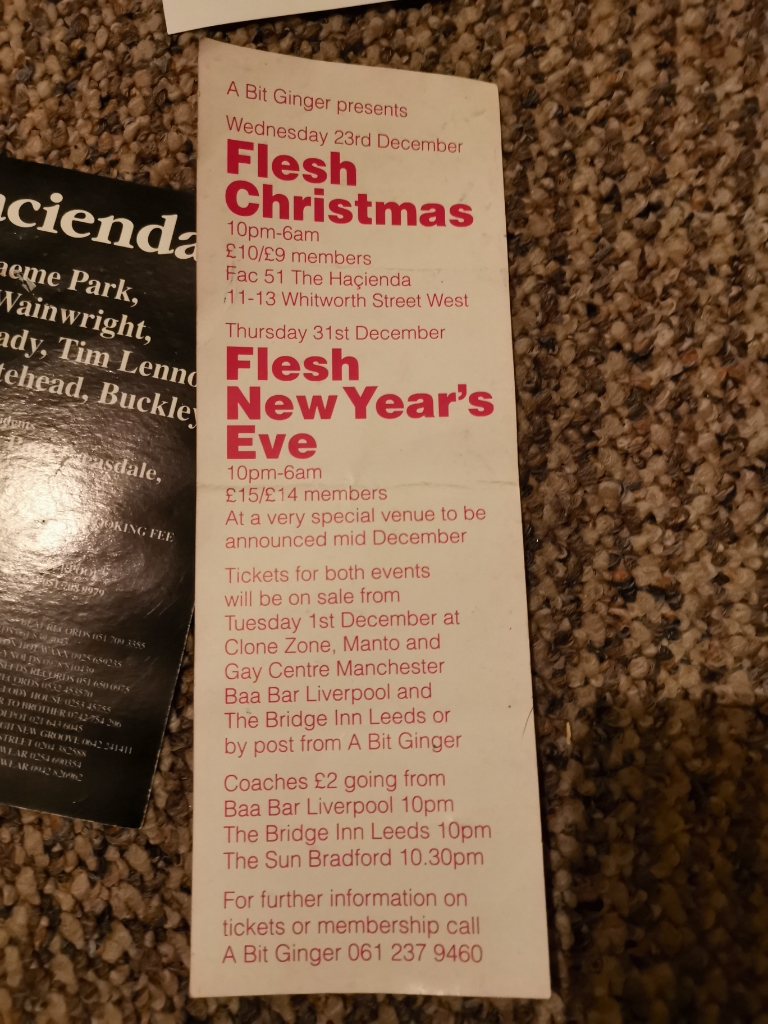 A Bit Ginger presents
Wednesday 23rd December
Flesh
Christmas
10pm-6am
£10/£9 members
Fac 51 The Haçienda
11-13 Whitworth Street West
Thursday 31st December
Flesh
New Year's
Eve
10pm-6am
£15/£14 members
At a very special venue to be
announced mid December
Tickets for both events
will be on sale from
Tuesday 1st December at
Clone Zone, Manto and
Gay Centre Manchester
Baa Bar Liverpool and
The Bridge Inn Leeds or
by post from A Bit Ginger
Coaches £2 going from
Baa Bar Liverpool 10pm
The Bridge Inn Leeds 10pm
The Sun Bradford 10.30pm
For further information on
tickets or membership call
A Bit Ginger 061 237 9460
acienda
aeme Park,
Wainwright,
ady, Tim Lenno
tehead, Buckley
asdale,
OKING FEE
RECORDS 051 709 3355